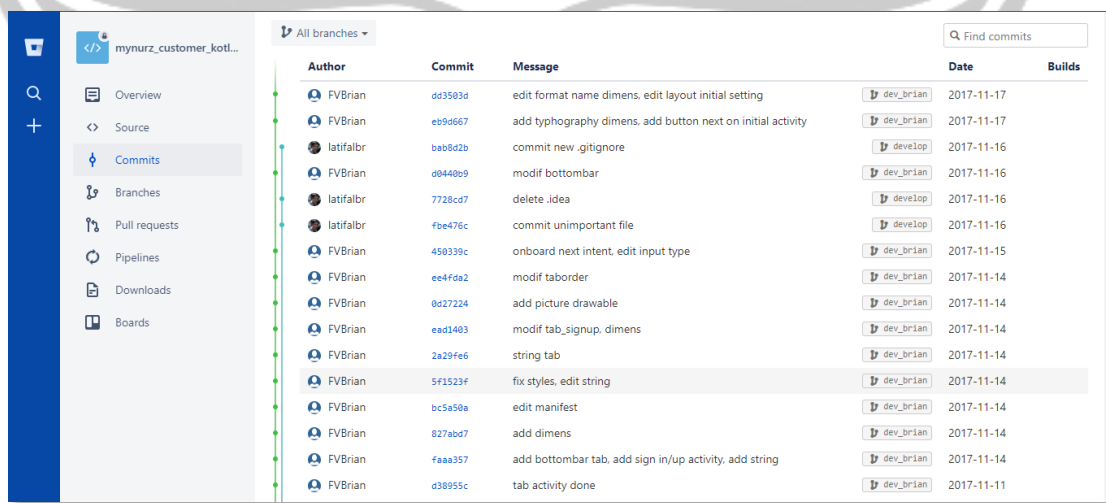 mynurz_customer_kotl...
Overview
Source
Commits
Branches
Pull requests
Pipelines
Downloads
Boards
All branches
Find commits
Author Commit Message Date Builds
FVBrian dd3503d edit format name dimens, edit layout initial setting dev_brian 2017-11-17
FVBrian eb9d667 add typhography dimens, add button next on initial activity dev_brian 2017-11-17
latifalbr bab8d2b commit new .gitignore develop 2017-11-16
FVBrian d0440b9 modif bottombar dev_brian 2017-11-16
latifalbr 7728cd7 delete .idea develop 2017-11-16
latifalbr fbe476c commit unimportant file develop 2017-11-16
FVBrian 450339c onboard next intent, edit input type dev_brian 2017-11-15
FVBrian ee4fda2 modif taborder dev_brian 2017-11-14
FVBrian 0d27224 add picture drawable dev_brian 2017-11-14
FVBrian ead1403 modif tab_signup, dimens dev_brian 2017-11-14
FVBrian 2a29fe6 string tab dev_brian 2017-11-14
FVBrian 5f1523f fix styles, edit string dev_brian 2017-11-14
FVBrian bc5a50a edit manifest dev_brian 2017-11-14
FVBrian 827abd7 add dimens dev_brian 2017-11-14
FVBrian faaa357 add bottombar tab, add sign in/up activity, add string dev_brian 2017-11-14
FVBrian d38955c tab activity done dev_brian 2017-11-11